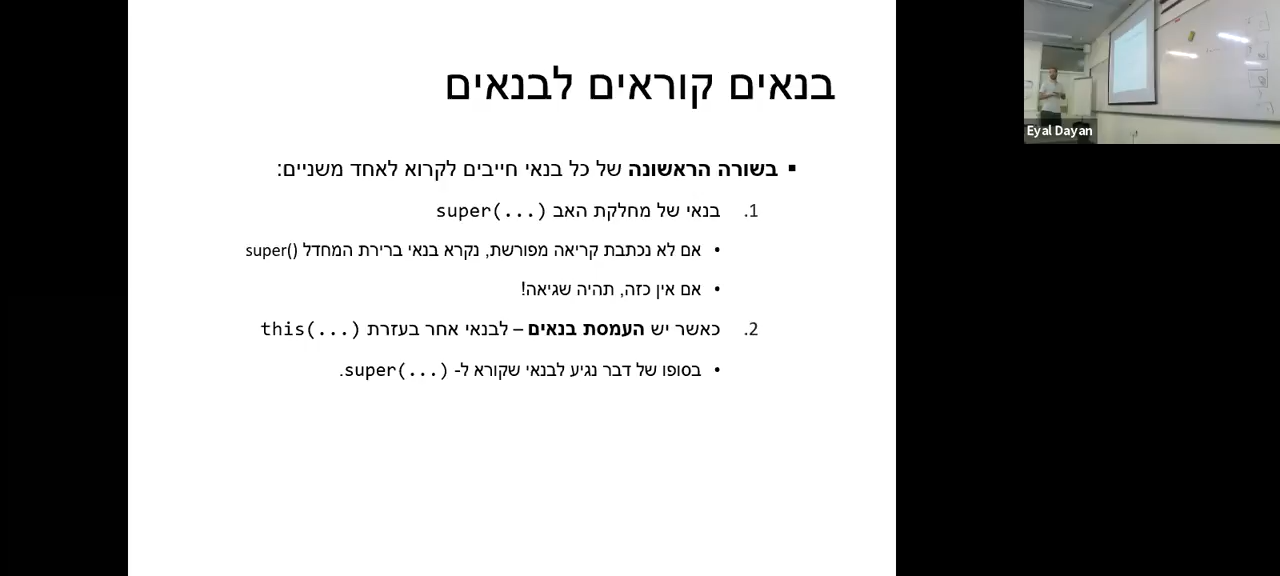 בנאים קוראים לבנאים
▪ בשורה הראשונה של כל בנאי חייבים לקרוא לאחד משניים:
1. בנאי של מחלקת האב super(...)
• אם לא נכתבת קריאה מפורשת, נקרא בנאי ברירת המחדל super()
• אם אין כזה, תהיה שגיאה!
2. כאשר יש העמסת בנאים – לבנאי אחר בעזרת this(...)
• בסופו של דבר נגיע לבנאי שקורא ל- super(...).
Eyal Dayan